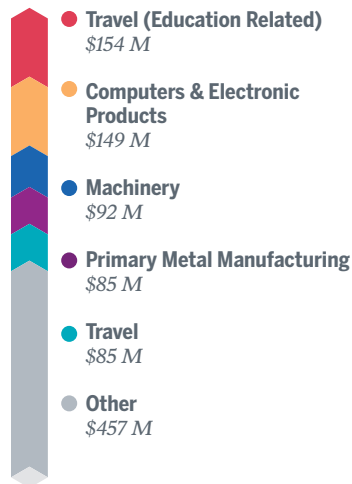 Travel (Education Related)
$154 M
Computers & Electronic
Products
$149 M
Machinery
$92 M
Primary Metal Manufacturing
$85 M
Travel
$85 M
Other
$457 M